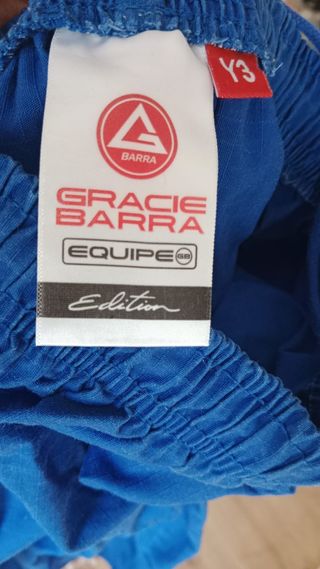 Y3
BARRA
GRACIE
BARRA
EQUIPE GB
Edition